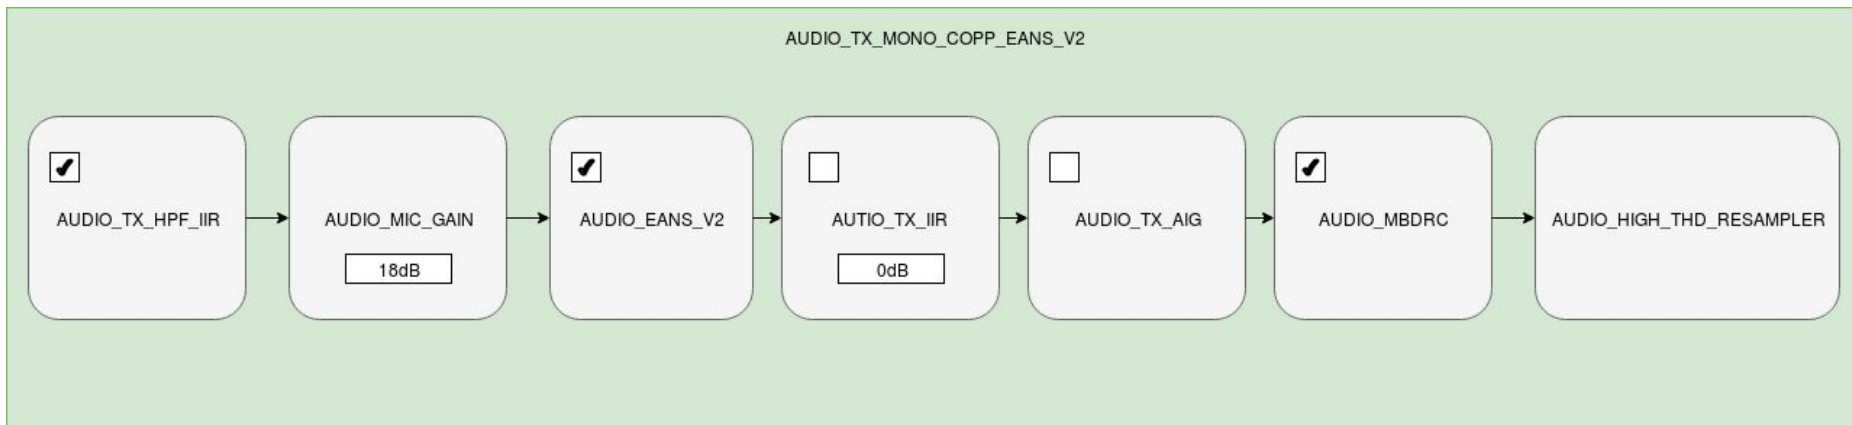 AUDIO_TX_MONO_COPP_EANS_V2
AUDIO_TX_HPF_IIR
AUDIO_MIC_GAIN
18dB
AUDIO_EANS_V2
AUTIO_TX_IIR
0dB
AUDIO_TX_AIG
AUDIO_MBDRC
AUDIO_HIGH_THD_RESAMPLER